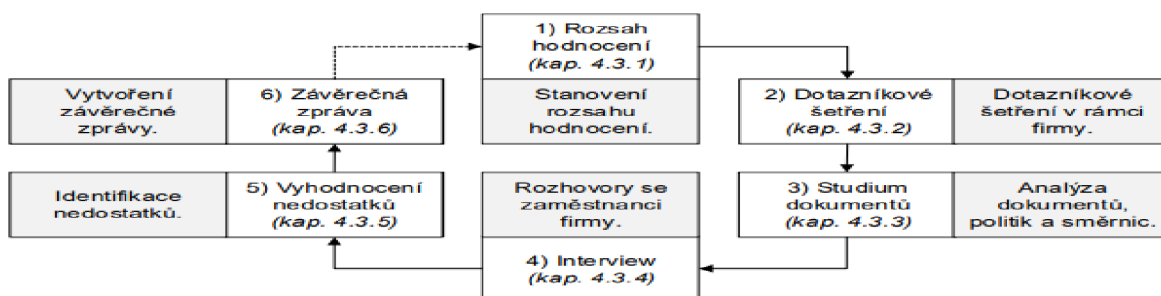 1) Rozsah
hodnocení
(kap. 4.3.1)
Stanovení
rozsahu
hodnocení.
2) Dotazníkové
šetření
(kap. 4.3.2)
Dotazníkové
šetření v rámci
firmy.
3) Studium
dokumentů
(kap. 4.3.3)
Analýza
dokumentů,
politik a směrnic.
Rozhovory se
zaměstnanci
firmy.
4) Interview
(kap. 4.3.4)
Identifikace
nedostatků.
5) Vyhodnocení
nedostatků
(kap. 4.3.5)
Vytvoření
závěrečné
zprávy.
6) Závěrečná
zpráva
(kap. 4.3.6)